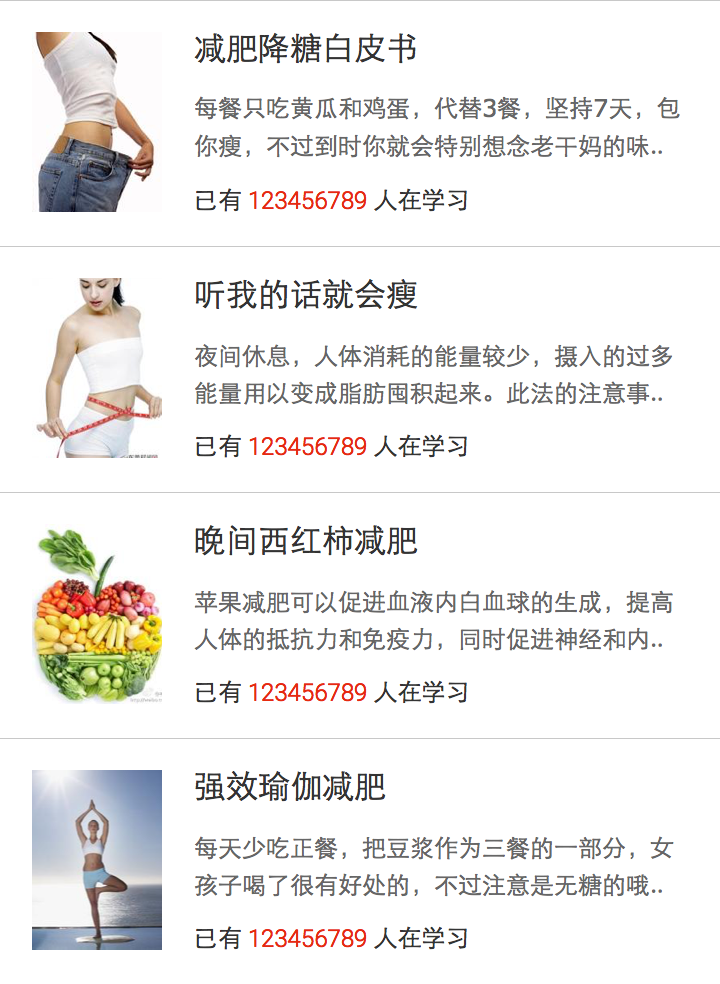 减肥降糖白皮书
每餐只吃黄瓜和鸡蛋，代替3餐，坚持7天，包
你瘦，不过到时你就会特别想念老干妈的味..
已有 123456789 人在学习
听我的话就会瘦
夜间休息，人体消耗的能量较少，摄入的过多
能量用以变成脂肪囤积起来。此法的注意事..
已有 123456789 人在学习
晚间西红柿减肥
苹果减肥可以促进血液内白血球的生成，提高
人体的抵抗力和免疫力，同时促进神经和内..
已有 123456789 人在学习
强效瑜伽减肥
每天少吃正餐，把豆浆作为三餐的一部分，女
孩子喝了很有好处的，不过注意是无糖的哦..
已有 123456789 人在学习